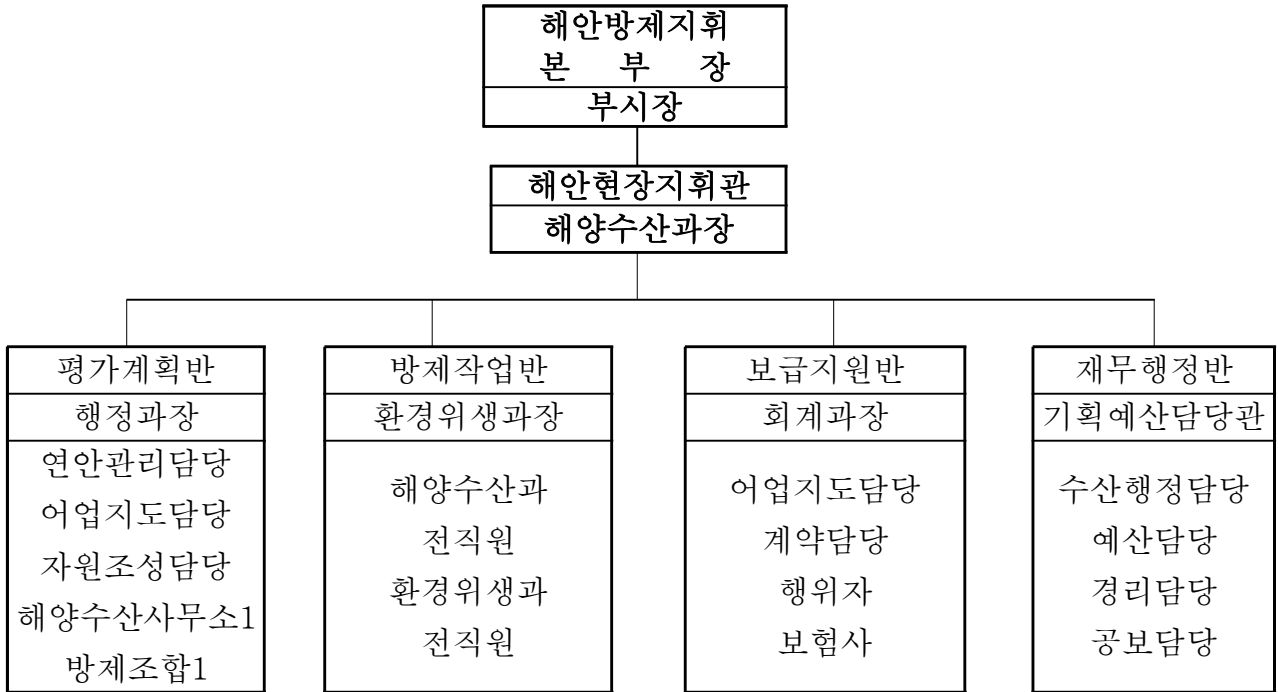 해안방제지휘
본 부 장
부시장
해안현장지휘관
해양수산과장
평가계획반
행정과장
연안관리담당
어업지도담당
자원조성담당
해양수산사무소1
방제조합1
방제작업반
환경위생과장
해양수산과
전직원
환경위생과
전직원
보급지원반
회계과장
어업지도담당
계약담당
행위자
보험사
재무행정반
기획예산담당관
수산행정담당
예산담당
경리담당
공보담당